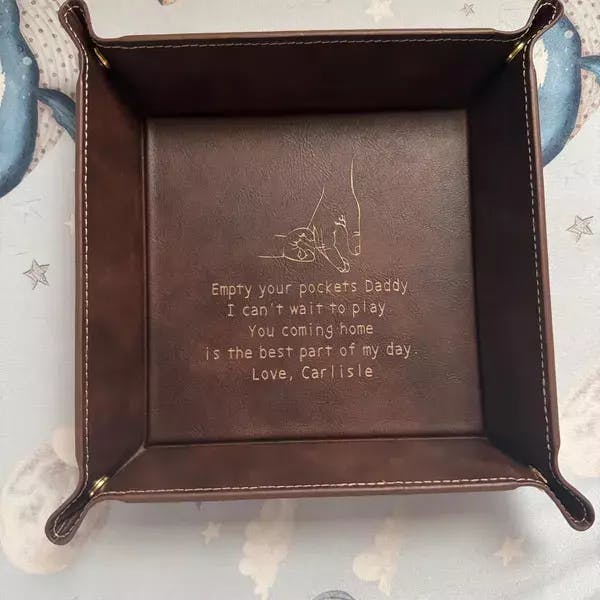 Empty your pockets Daddy
I can't wait to play
You coming home
is the best part of my day.
Love, Carlisle